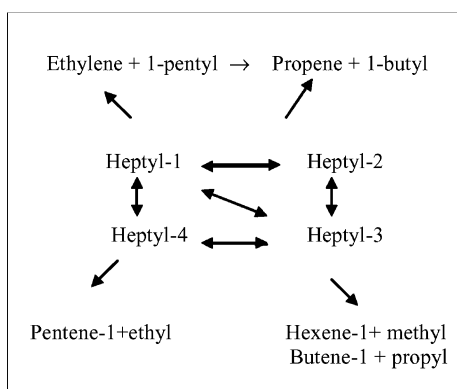 Ethylene + 1-pentyl → Propene + 1-butyl
Heptyl-1 Heptyl-2
Heptyl-4 Heptyl-3
Pentene-1+ethyl Hexene-1+ methyl
Butene-1 + propyl